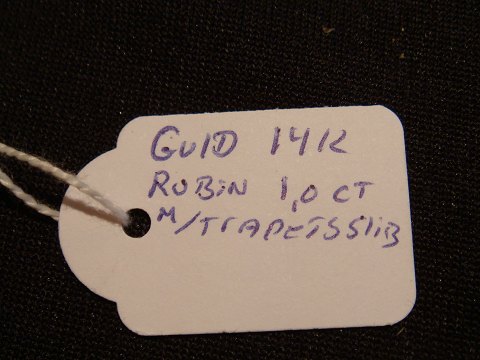 GUlD 14K
RUBIN 1,0 CT
M/TRAPETSSliB